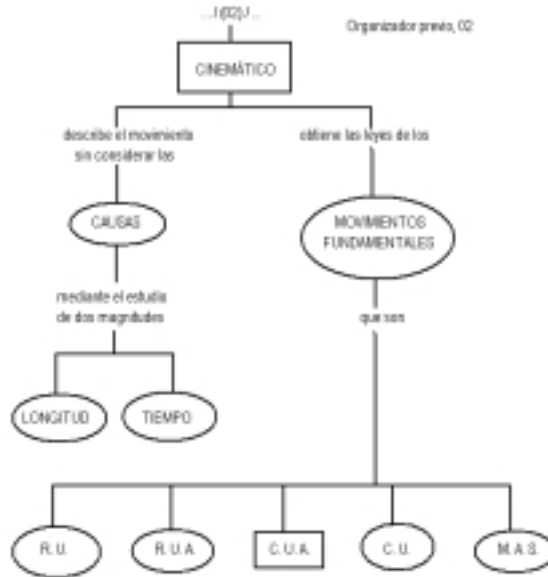 ... / (02) / ...
Organizador previo, 02
CINEMÁTICO
describe el movimiento
sin considerar las
obtiene las leyes de los
CAUSAS
MOVIMIENTOS
FUNDAMENTALES
mediante el estudio
de dos magnitudes
que son
LONGITUD
TIEMPO
R. U.
R. U. A.
C. U. A.
C. U.
M. A. S.